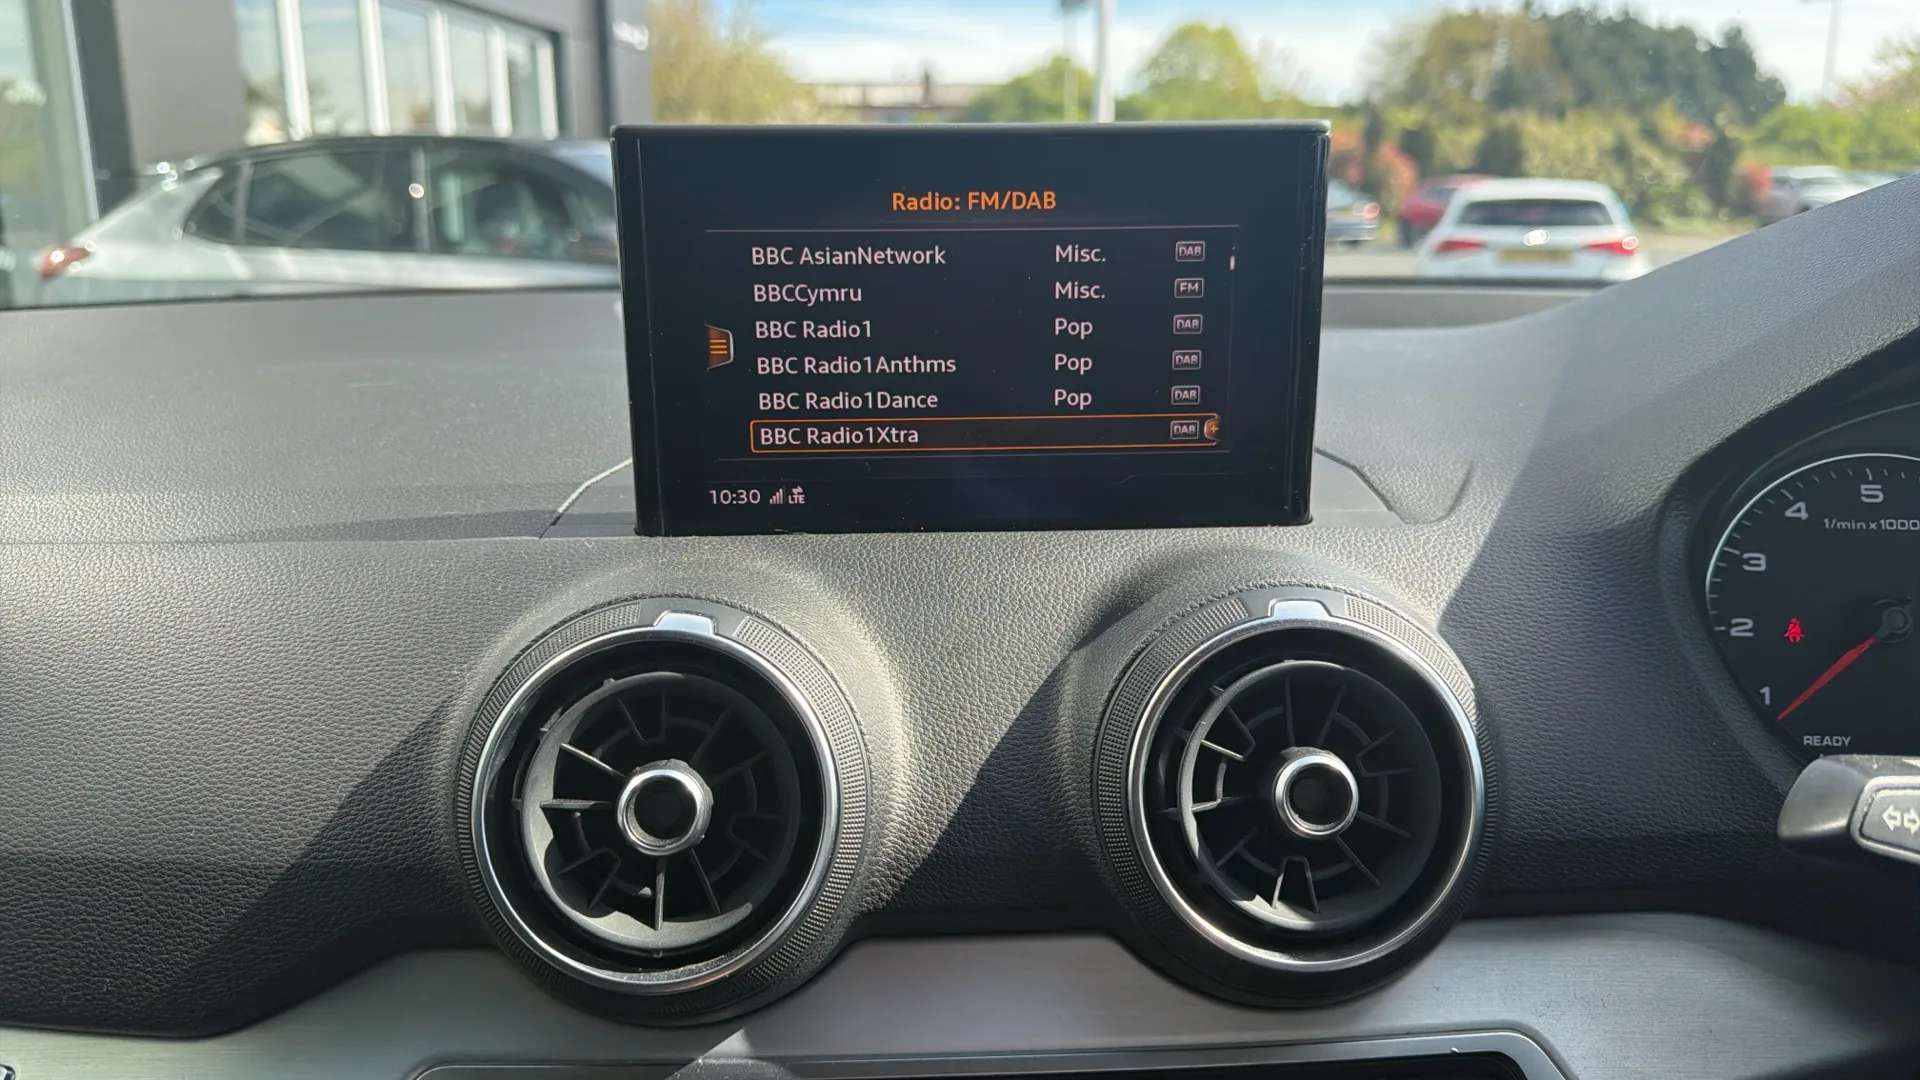 Radio: FM/DAB
BBC AsianNetwork Misc. DAB
BBCCymru Misc. FM
BBC Radio1 Pop DAB
BBC Radio1Anthms Pop DAB
BBC Radio1Dance Pop DAB
BBC Radio1Xtra DAB
10:30 LTE
5
4
1/min x 1000
3
2
1
READY